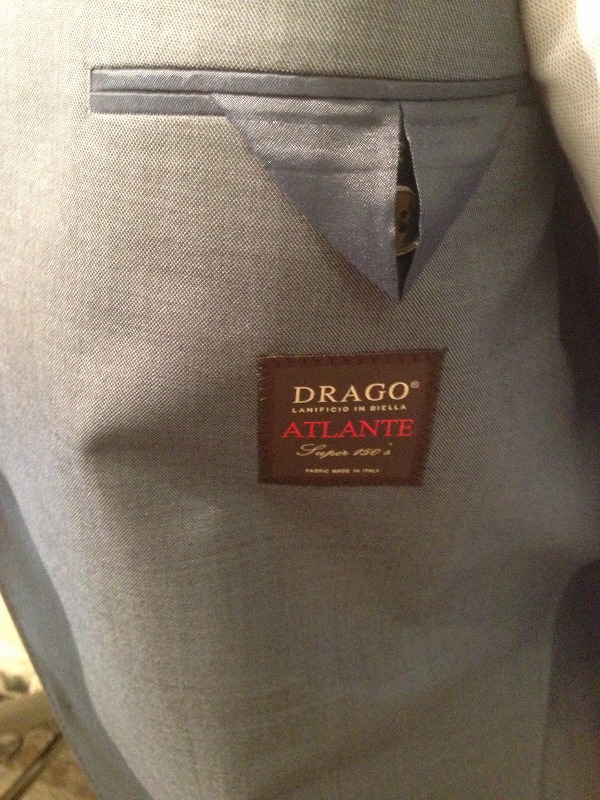 DRAGO®
LANIFICIO IN BIELLA
ATLANTE
Super 150's
FABRIC MADE IN ITALY